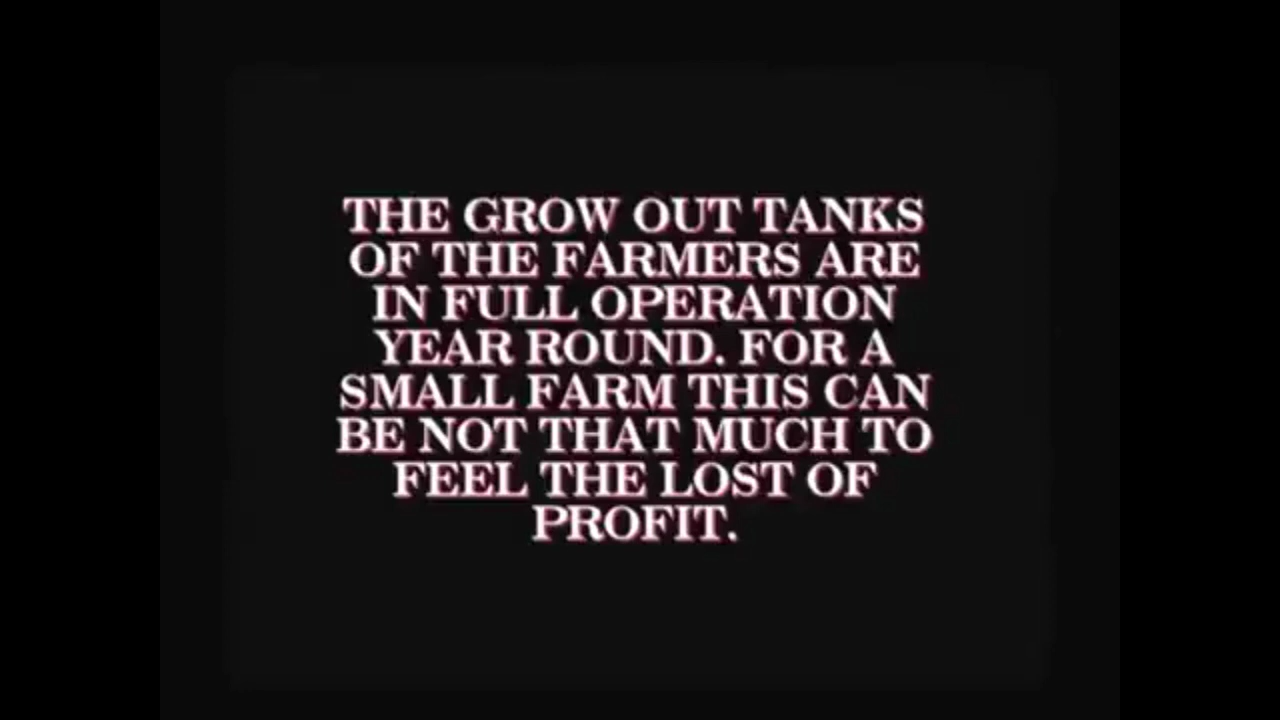 THE GROW OUT TANKS
OF THE FARMERS ARE
IN FULL OPERATION
YEAR ROUND. FOR A
SMALL FARM THIS CAN
BE NOT THAT MUCH TO
FEEL THE LOST OF
PROFIT.